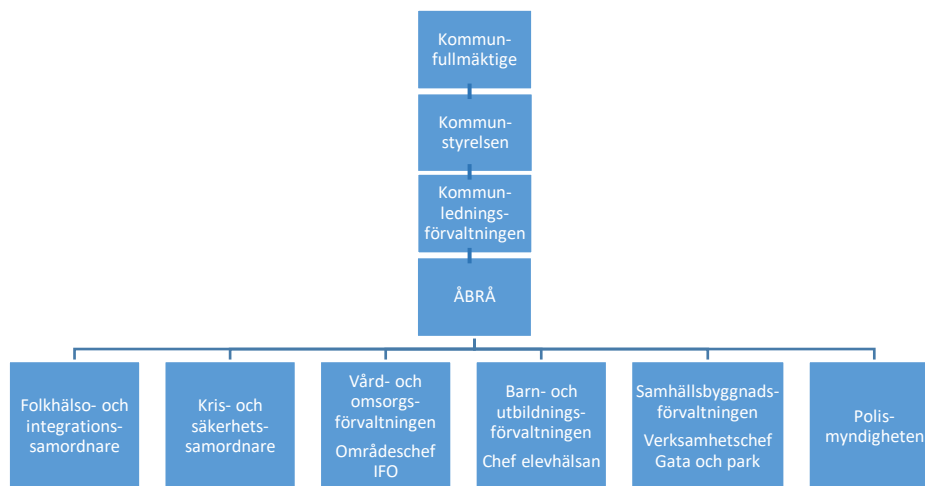 Kommun-
fullmäktige
Kommun-
styrelsen
Kommun-
lednings-
förvaltningen
ÅBRÅ
Folkhälso- och
integrations-
samordnare
Kris- och
säkerhets-
samordnare
Vård- och
omsorgs-
förvaltningen
Områdeschef
IFO
Barn- och
utbildnings-
förvaltningen
Chef elevhälsan
Samhällsbyggnads-
förvaltningen
Verksamhetschef
Gata och park
Polis-
myndigheten